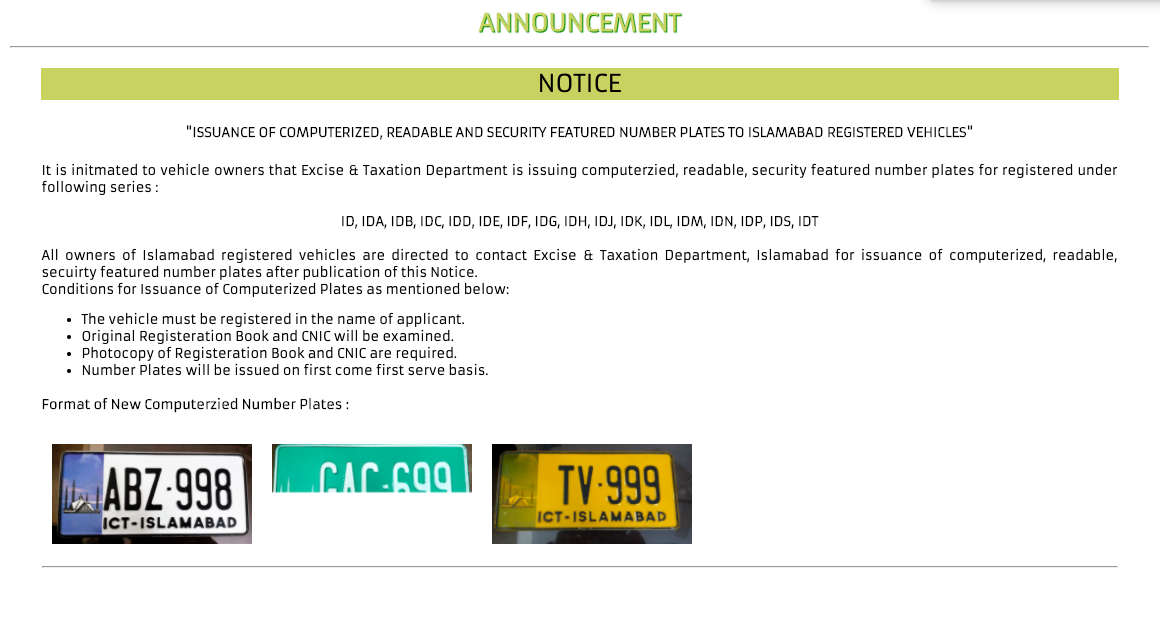 ANNOUNCEMENT
NOTICE
"ISSUANCE OF COMPUTERIZED, READABLE AND SECURITY FEATURED NUMBER PLATES TO ISLAMABAD REGISTERED VEHICLES"
It is initmated to vehicle owners that Excise & Taxation Department is issuing computerzied, readable, security featured number plates for registered under
following series :
ID, IDA, IDB, IDC, IDD, IDE, IDF, IDG, IDH, IDJ, IDK, IDL, IDM, IDN, IDP, IDS, IDT
All owners of Islamabad registered vehicles are directed to contact Excise & Taxation Department, Islamabad for issuance of computerized, readable,
secuirty featured number plates after publication of this Notice.
Conditions for Issuance of Computerized Plates as mentioned below:
• The vehicle must be registered in the name of applicant.
• Original Registeration Book and CNIC will be examined.
• Photocopy of Registeration Book and CNIC are required.
• Number Plates will be issued on first come first serve basis.
Format of New Computerzied Number Plates :
ABZ·998
ICT-ISLAMABAD
GAC-699
TV·999
ICT-ISLAMABAD